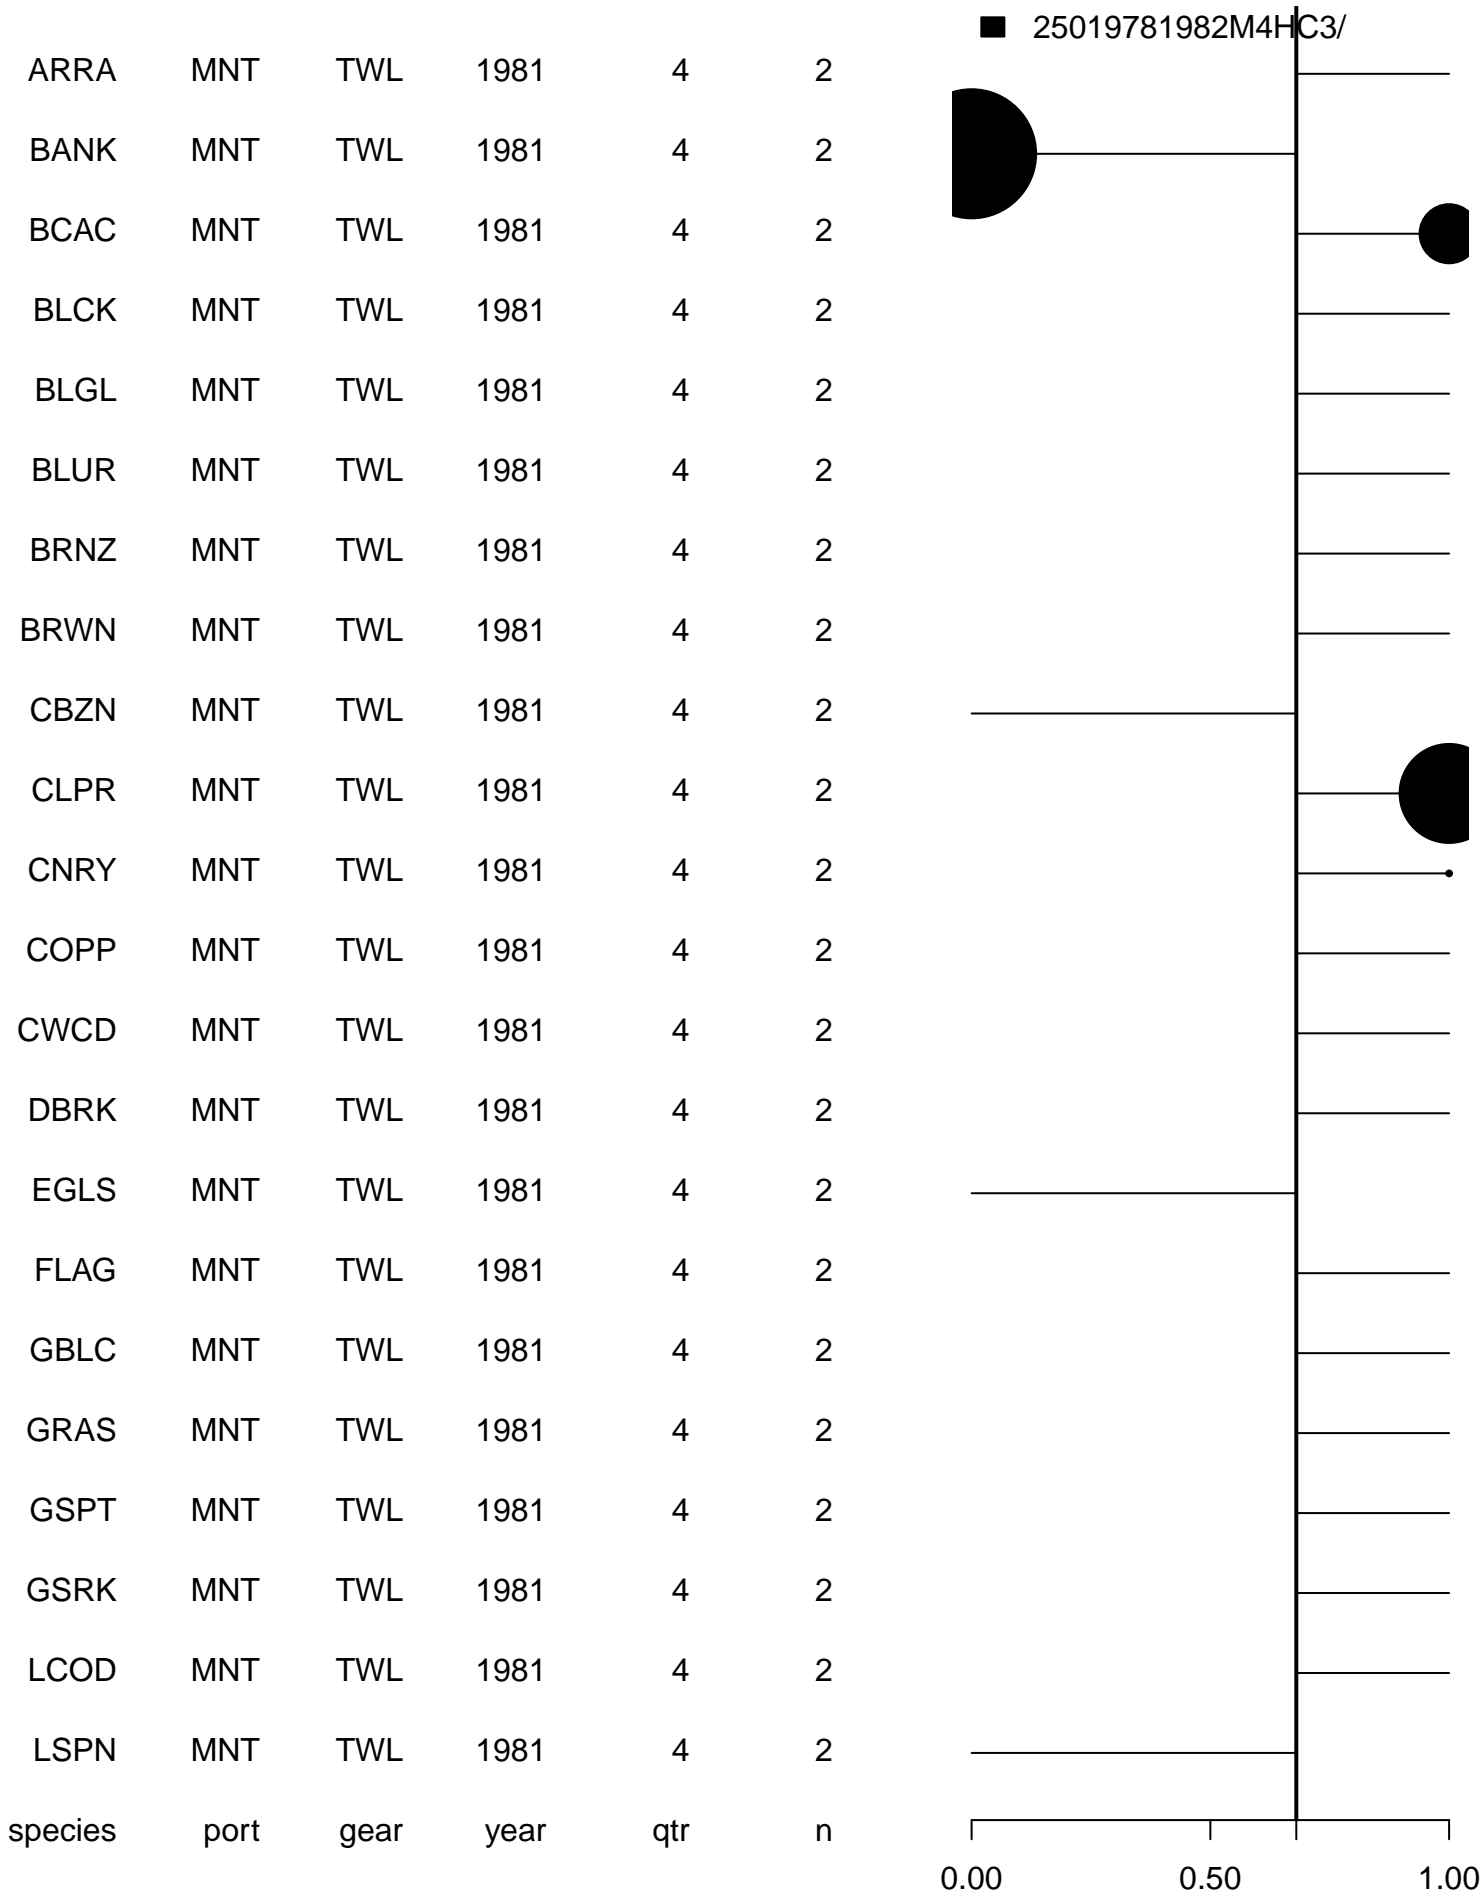 25019781982M4HC3/
ARRA MNT TWL 1981 4 2
BANK MNT TWL 1981 4 2
BCAC MNT TWL 1981 4 2
BLCK MNT TWL 1981 4 2
BLGL MNT TWL 1981 4 2
BLUR MNT TWL 1981 4 2
BRNZ MNT TWL 1981 4 2
BRWN MNT TWL 1981 4 2
CBZN MNT TWL 1981 4 2
CLPR MNT TWL 1981 4 2
CNRY MNT TWL 1981 4 2
COPP MNT TWL 1981 4 2
CWCD MNT TWL 1981 4 2
DBRK MNT TWL 1981 4 2
EGLS MNT TWL 1981 4 2
FLAG MNT TWL 1981 4 2
GBLC MNT TWL 1981 4 2
GRAS MNT TWL 1981 4 2
GSPT MNT TWL 1981 4 2
GSRK MNT TWL 1981 4 2
LCOD MNT TWL 1981 4 2
LSPN MNT TWL 1981 4 2
species port gear year qtr n
0.00 0.50 1.00